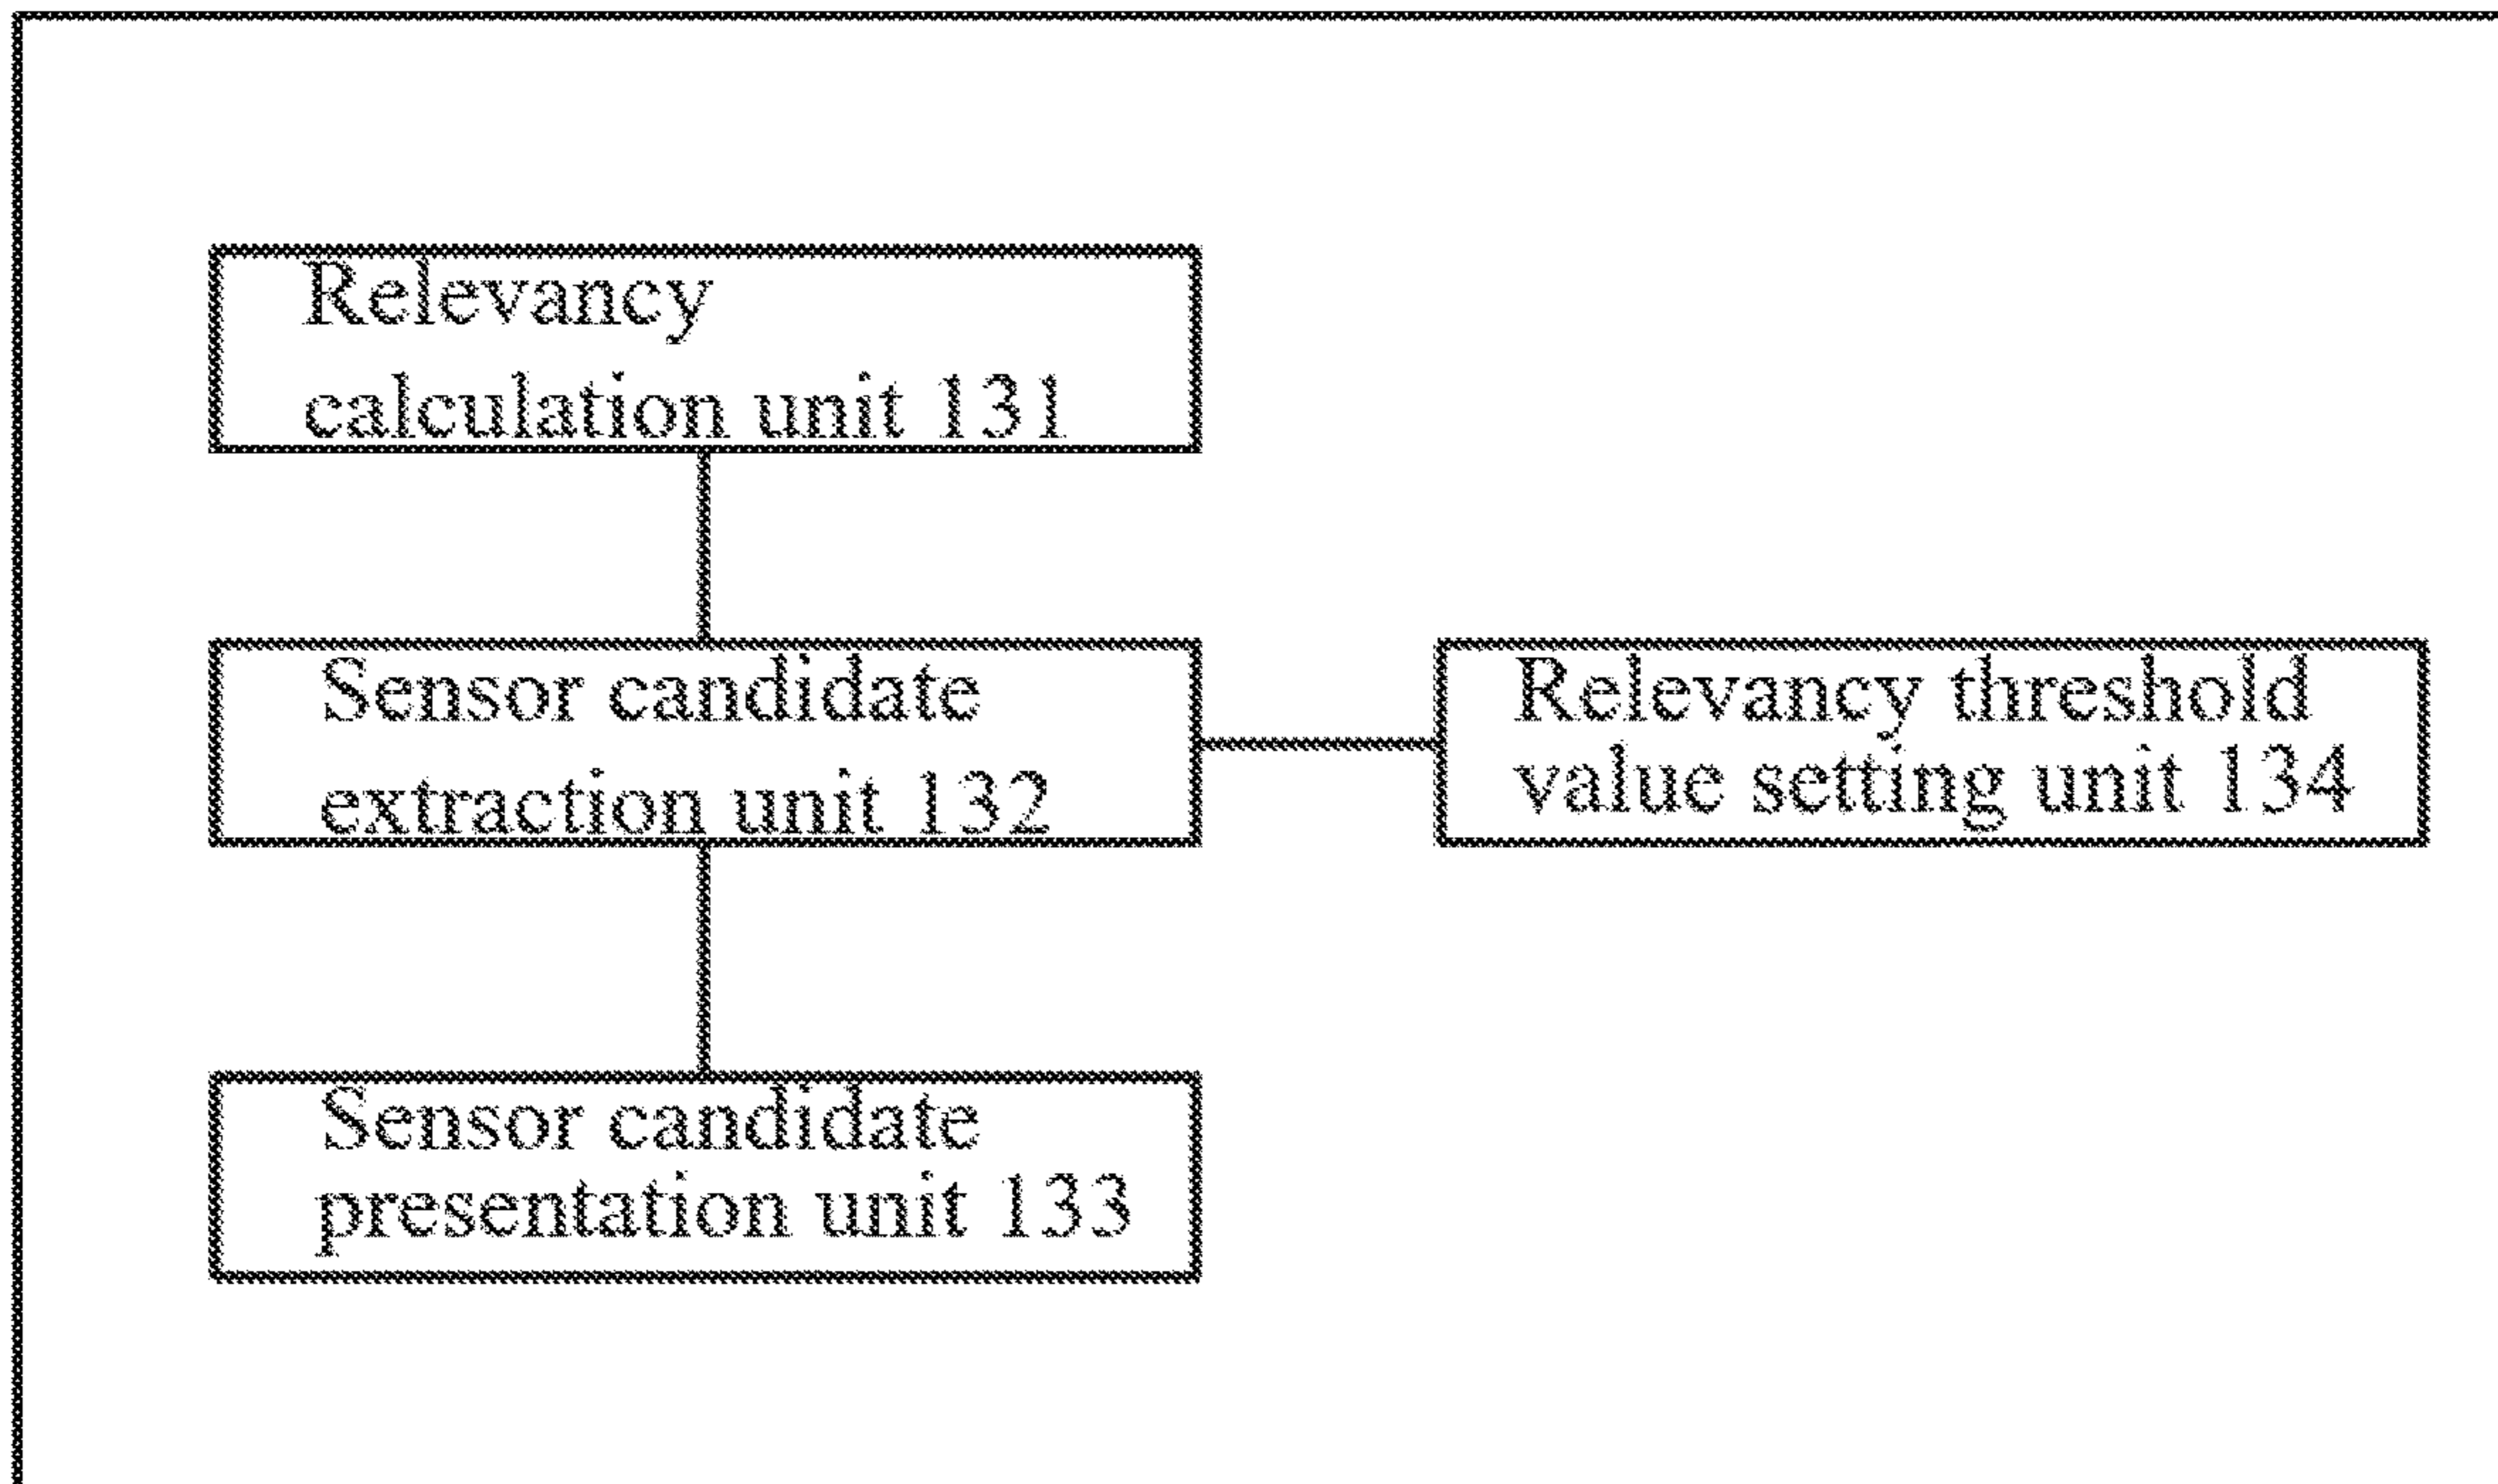 Relevancy
calculation unit 131
Sensor candidate
extraction unit 132
Relevancy threshold
value setting unit 134
Sensor candidate
presentation unit 133